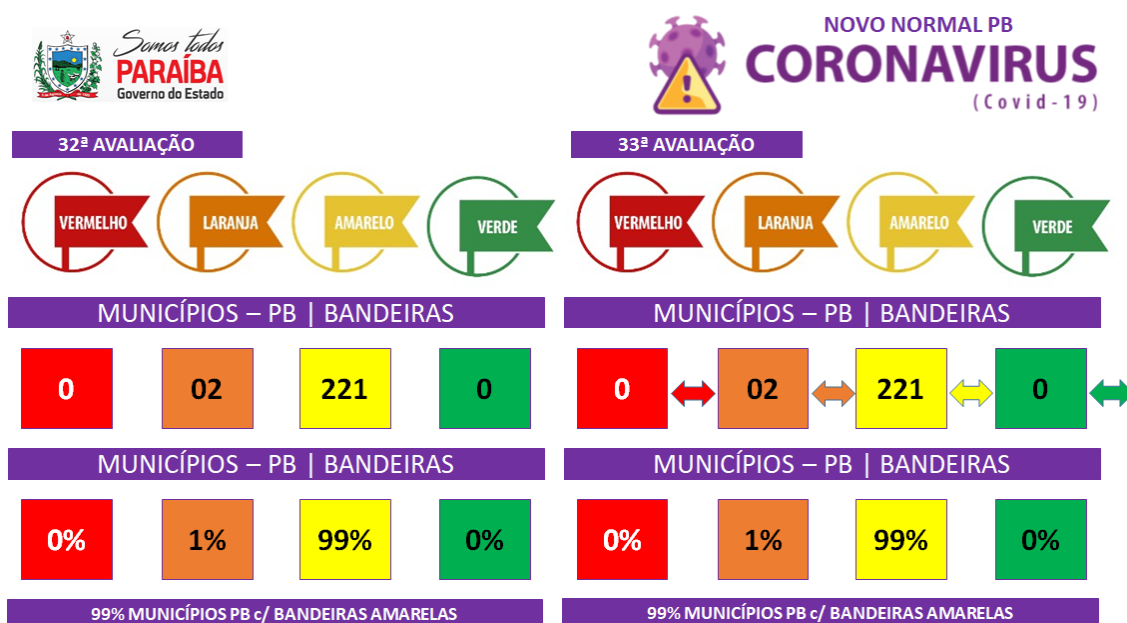 Somos todos
PARAÍBA
Governo do Estado
NOVO NORMAL PB
CORONAVIRUS
(Covid-19)
32ª AVALIAÇÃO
VERMELHO LARANJA AMARELO VERDE
MUNICÍPIOS – PB | BANDEIRAS
0 02 221 0
MUNICÍPIOS – PB | BANDEIRAS
0% 1% 99% 0%
99% MUNICÍPIOS PB c/ BANDEIRAS AMARELAS
33ª AVALIAÇÃO
VERMELHO LARANJA AMARELO VERDE
MUNICÍPIOS – PB | BANDEIRAS
0 02 221 0
MUNICÍPIOS – PB | BANDEIRAS
0% 1% 99% 0%
99% MUNICÍPIOS PB c/ BANDEIRAS AMARELAS